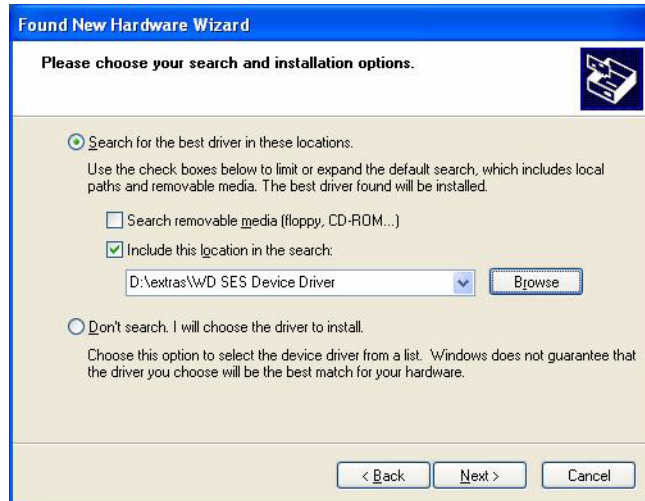 Found New Hardware Wizard
Please choose your search and installation options.
Search for the best driver in these locations.
Use the check boxes below to limit or expand the default search, which includes local
paths and removable media. The best driver found will be installed.
Search removable media (floppy, CD-ROM...)
Include this location in the search:
D:\extras\WD SES Device Driver
Browse
Don't search. I will choose the driver to install.
Choose this option to select the device driver from a list. Windows does not guarantee that
the driver you choose will be the best match for your hardware.
< Back
Next >
Cancel